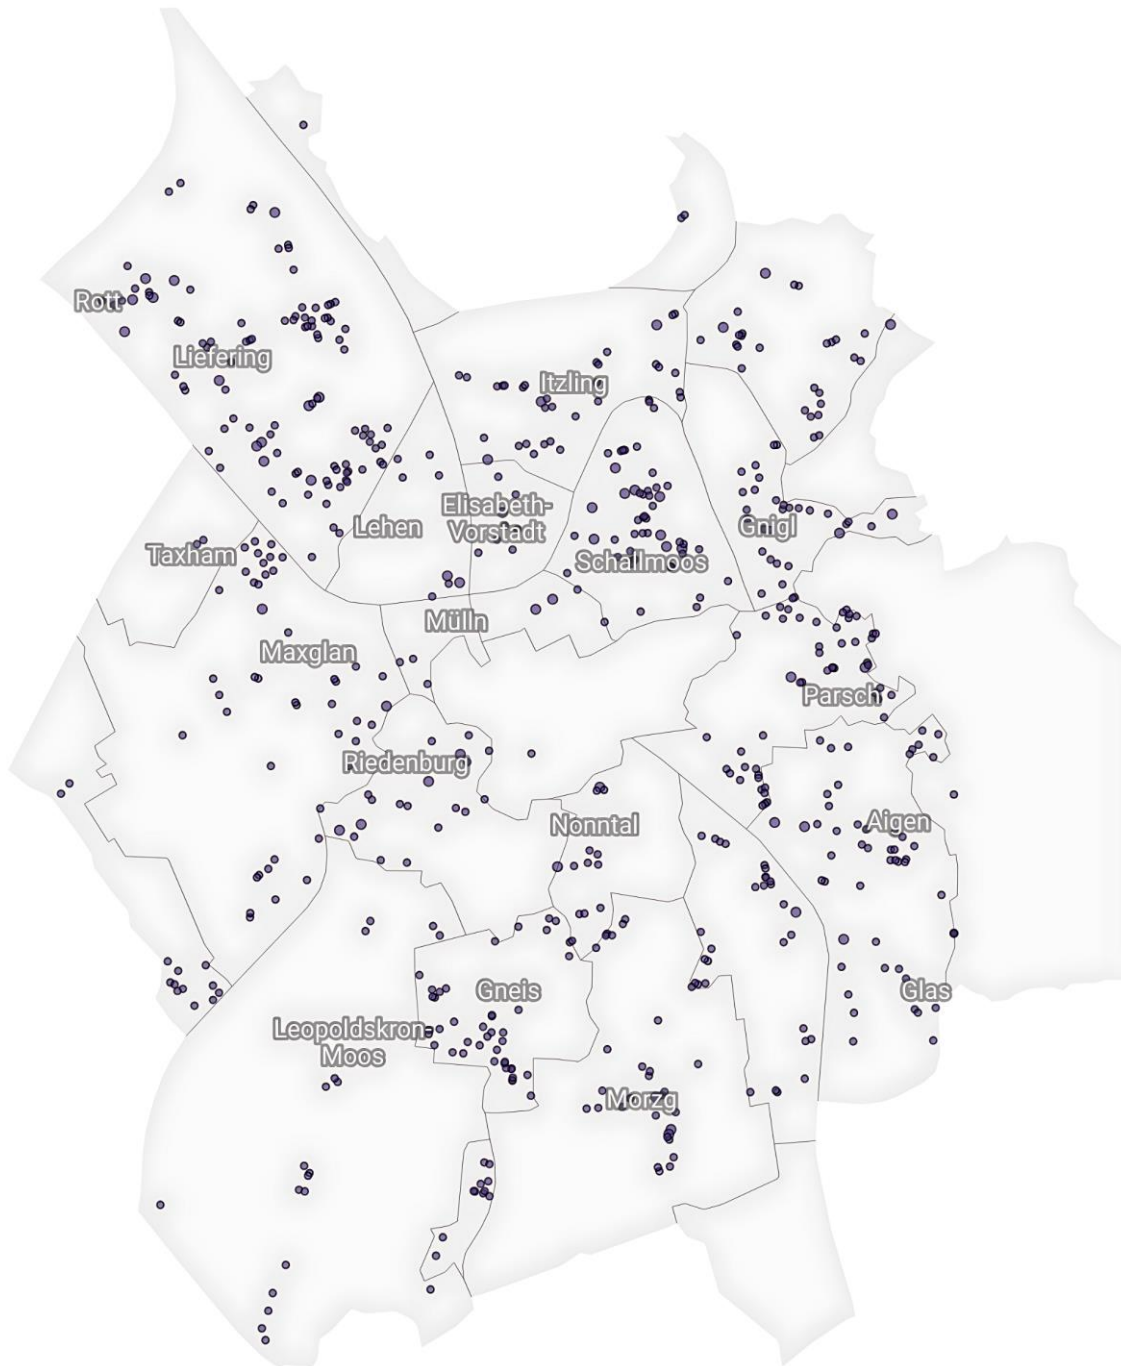 Rott
Liefering
Itzling
Elisabeth-
Vorstadt
Lehen
Gnigl
Taxham
Schallmoos
Mülln
Maxglan
Parsch
Riedenburg
Nonntal
Aigen
Gneis
Glas
Leopoldskron-
Moos
Morzg